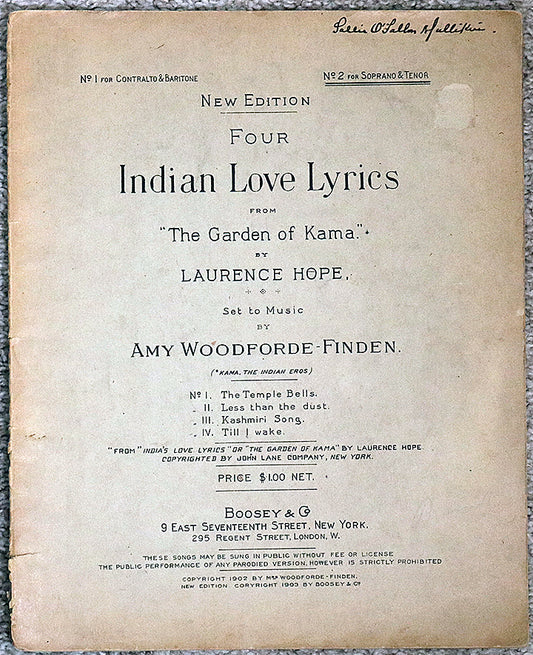 Sallie O'Fallon Mullikin.
Nº 1 FOR CONTRALTO & BARITONE
Nº 2 FOR SOPRANO & TENOR
NEW EDITION
FOUR
Indian Love Lyrics
FROM
"The Garden of Kama."*
BY
LAURENCE HOPE,
Set to Music
BY
AMY WOODFORDE-FINDEN.
(*KAMA, THE INDIAN EROS)
Nº I. The Temple Bells.
„ II. Less than the dust.
„ III. Kashmiri Song.
„ IV. Till I wake.
"FROM "INDIA'S LOVE LYRICS" OR "THE GARDEN OF KAMA" BY LAURENCE HOPE.
COPYRIGHTED BY JOHN LANE COMPANY, NEW YORK.
PRICE $1.00 NET.
BOOSEY & Cº
9 EAST SEVENTEENTH STREET, NEW YORK.
295 REGENT STREET, LONDON, W.
THESE SONGS MAY BE SUNG IN PUBLIC WITHOUT FEE OR LICENSE
THE PUBLIC PERFORMANCE OF ANY PARODIED VERSION, HOWEVER IS STRICTLY PROHIBITED
COPYRIGHT 1902 BY Mrs WOODFORDE-FINDEN.
NEW EDITION COPYRIGHT 1903 BY BOOSEY & Cº